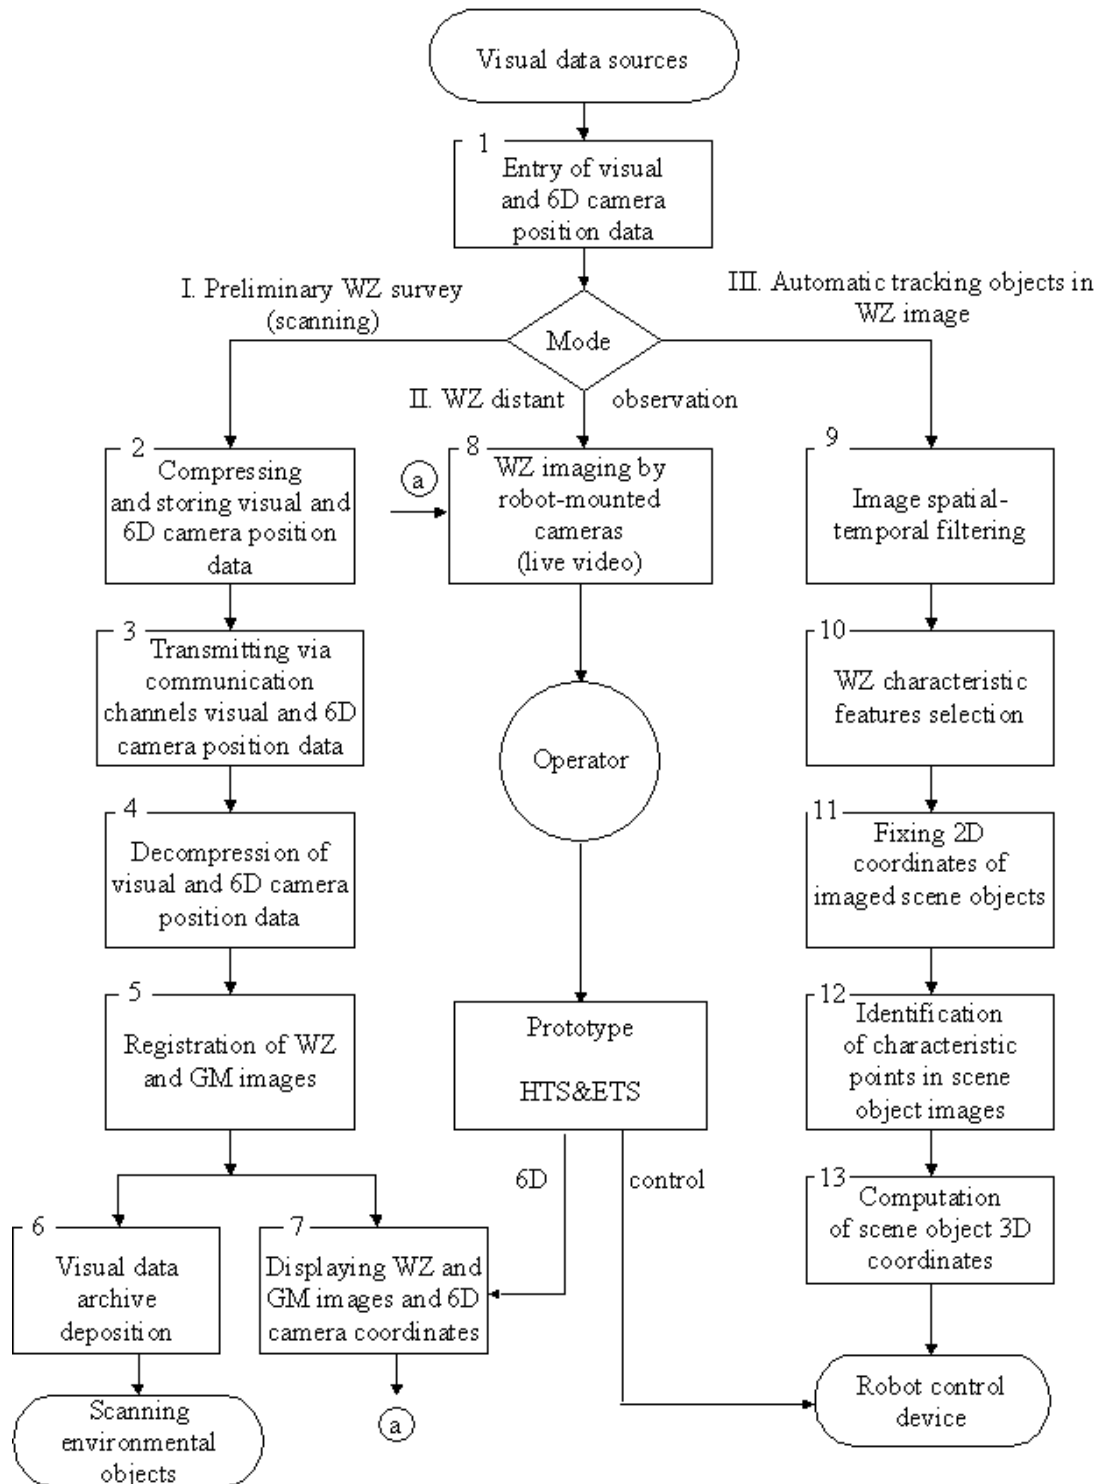 Visual data sources
1
Entry of visual
and 6D camera
position data
I. Preliminary WZ survey
(scanning)
III. Automatic tracking objects in
WZ image
Mode
II. WZ distant observation
2
Compressing
and storing visual and
6D camera position
data
a
8
WZ imaging by
robot-mounted
cameras
(live video)
9
Image spatial-
temporal filtering
3
Transmitting via
communication
channels visual and 6D
camera position data
Operator
10
WZ characteristic
features selection
4
Decompression of
visual and 6D camera
position data
11
Fixing 2D
coordinates of
imaged scene objects
5
Registration of WZ
and GM images
Prototype
HTS&ETS
12
Identification
of characteristic
points in scene
object images
6D
control
6
Visual data
archive
deposition
7
Displaying WZ and
GM images and 6D
camera coordinates
13
Computation
of scene object 3D
coordinates
Scanning
environmental
objects
a
Robot control
device